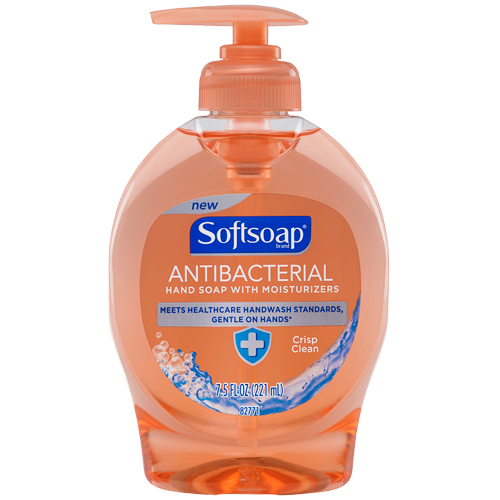 new
Softsoap
brand
ANTIBACTERIAL
HAND SOAP WITH MOISTURIZERS
MEETS HEALTHCARE HANDWASH STANDARDS,
GENTLE ON HANDS*
Crisp
Clean
7.5 FL OZ (221 mL)
82771